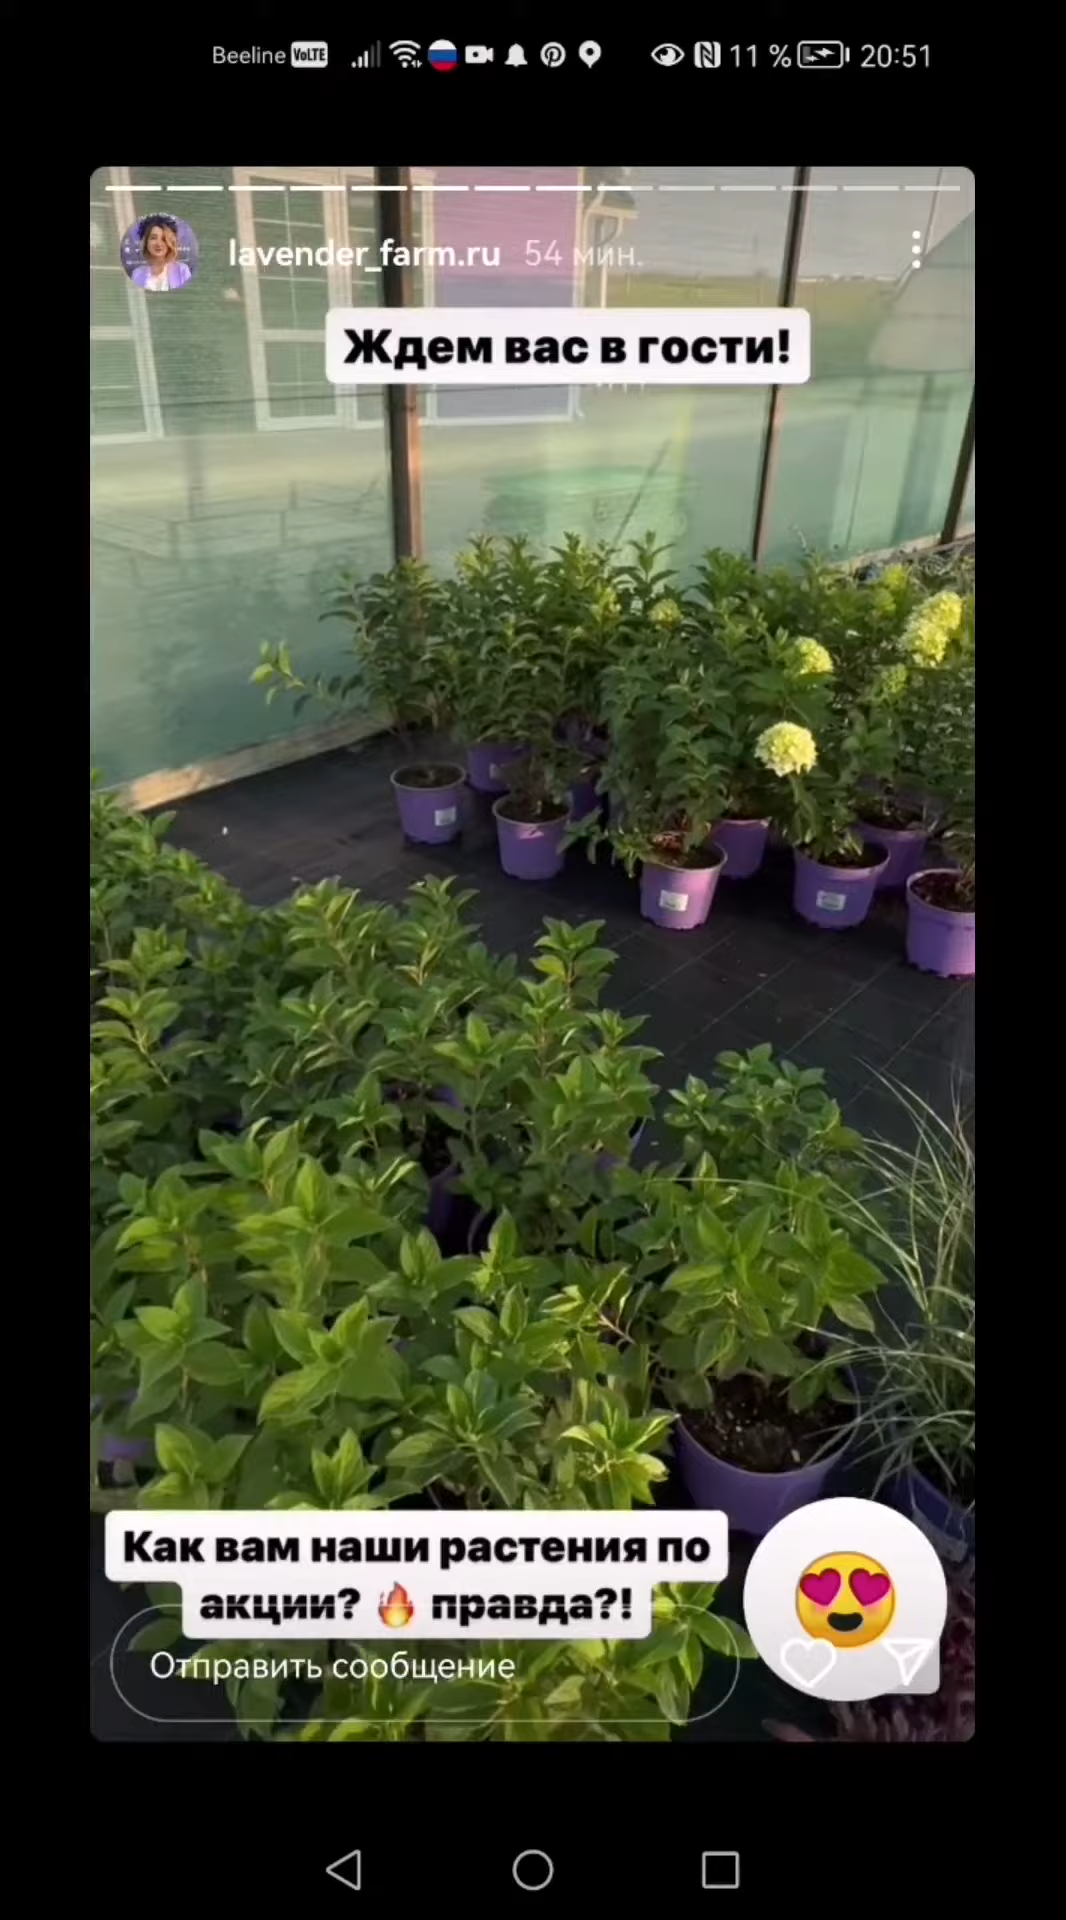 Beeline VoLTE 11 % 20:51
lavender_farm.ru 54 мин.
Ждем вас в гости!
Как вам наши растения по
акции? 🔥 правда?!
Отправить сообщение